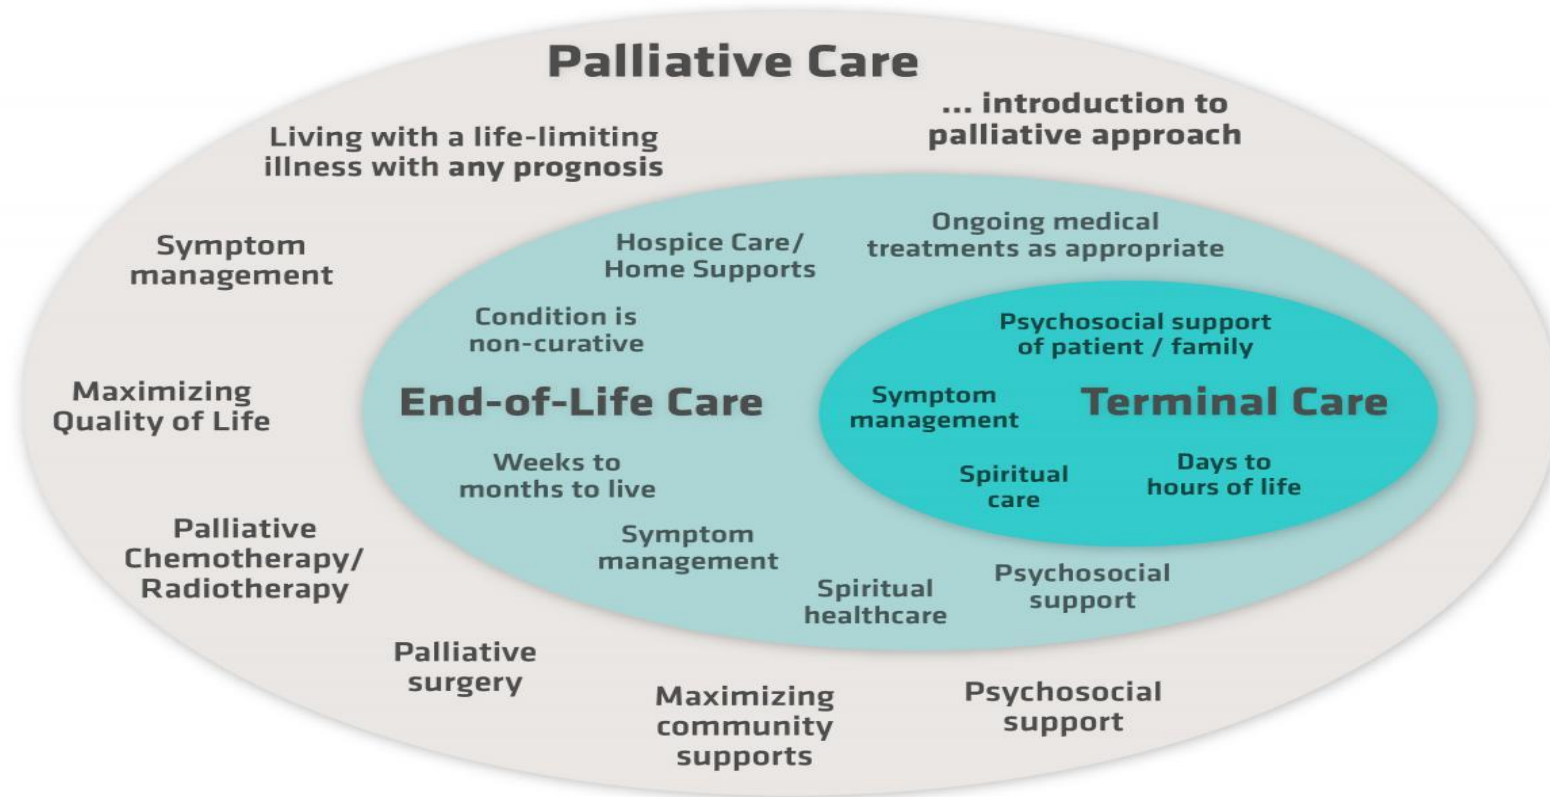 Palliative Care
... introduction to
palliative approach
Living with a life-limiting
illness with any prognosis
Symptom
management
Maximizing
Quality of Life
Palliative
Chemotherapy/
Radiotherapy
Palliative
surgery
Maximizing
community
supports
Psychosocial
support
Hospice Care/
Home Supports
Ongoing medical
treatments as appropriate
Condition is
non-curative
End-of-Life Care
Weeks to
months to live
Symptom
management
Spiritual
healthcare
Psychosocial
support
Psychosocial support
of patient / family
Symptom
management
Terminal Care
Spiritual
care
Days to
hours of life